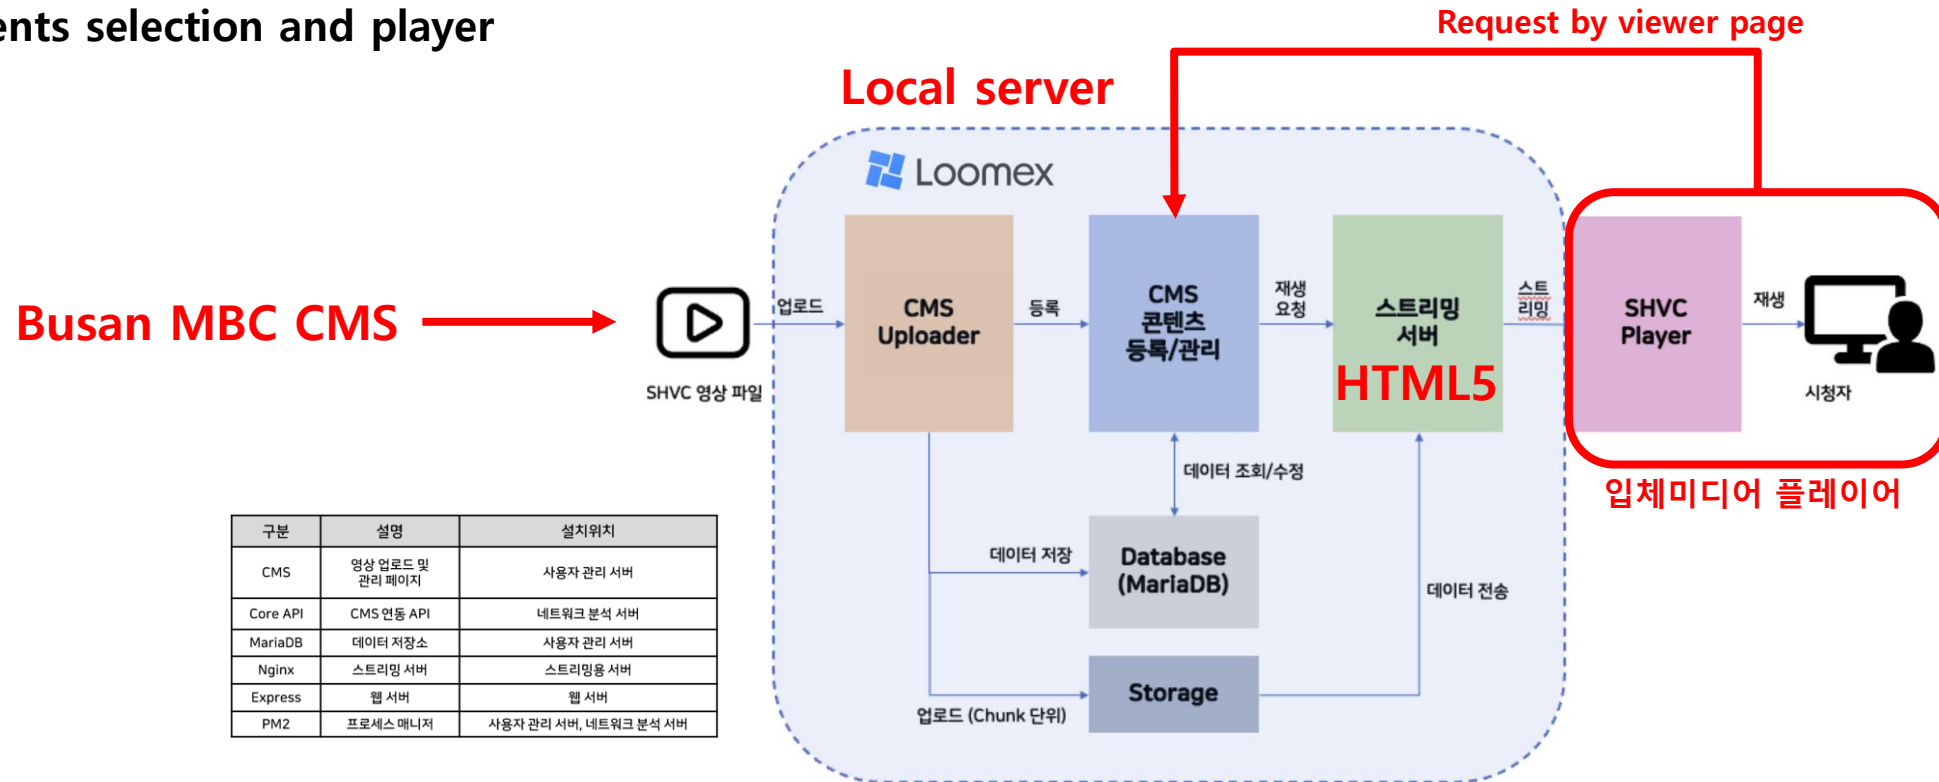 ents selection and player
Request by viewer page
Local server
Loomex
Busan MBC CMS
SHVC 영상 파일
업로드
CMS
Uploader
등록
CMS
콘텐츠
등록/관리
재생
요청
스트리밍
서버
HTML5
스트
리밍
SHVC
Player
재생
시청자
입체미디어 플레이어
데이터 조회/수정
데이터 저장
Database
(MariaDB)
데이터 전송
Storage
업로드 (Chunk 단위)
구분 설명 설치위치
CMS 영상 업로드 및 관리 페이지 사용자 관리 서버
Core API CMS 연동 API 네트워크 분석 서버
MariaDB 데이터 저장소 사용자 관리 서버
Nginx 스트리밍 서버 스트리밍용 서버
Express 웹 서버 웹 서버
PM2 프로세스 매니저 사용자 관리 서버, 네트워크 분석 서버